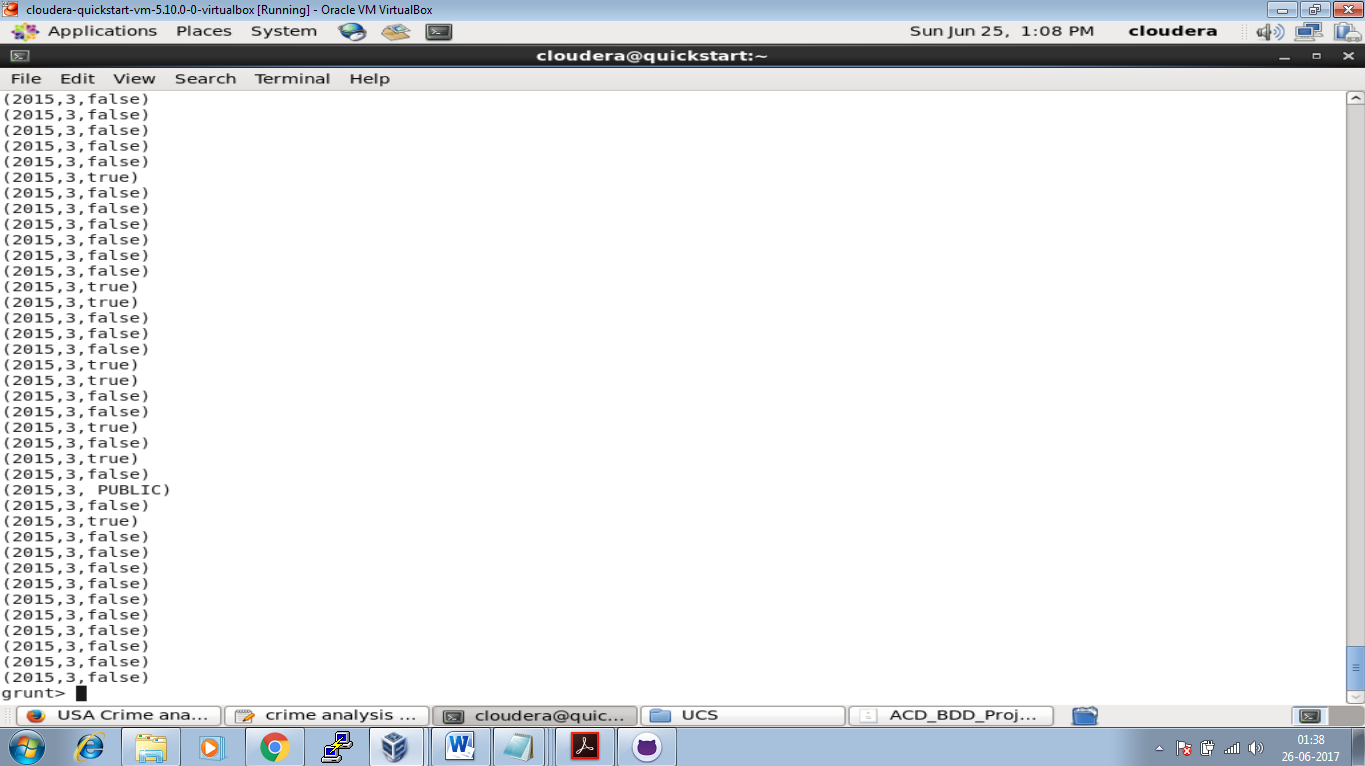 cloudera-quickstart-vm-5.10.0-0-virtualbox [Running] - Oracle VM VirtualBox
Applications Places System Sun Jun 25, 1:08 PM cloudera
cloudera@quickstart:~
File Edit View Search Terminal Help
(2015,3,false)
(2015,3,false)
(2015,3,false)
(2015,3,false)
(2015,3,false)
(2015,3,true)
(2015,3,false)
(2015,3,false)
(2015,3,false)
(2015,3,false)
(2015,3,false)
(2015,3,false)
(2015,3,true)
(2015,3,true)
(2015,3,false)
(2015,3,false)
(2015,3,false)
(2015,3,true)
(2015,3,true)
(2015,3,false)
(2015,3,false)
(2015,3,true)
(2015,3,false)
(2015,3,true)
(2015,3,false)
(2015,3, PUBLIC)
(2015,3,false)
(2015,3,true)
(2015,3,false)
(2015,3,false)
(2015,3,false)
(2015,3,false)
(2015,3,false)
(2015,3,false)
(2015,3,false)
(2015,3,false)
(2015,3,false)
(2015,3,false)
grunt>
USA Crime ana... crime analysis ... cloudera@quic... UCS ACD_BDD_Proj...
01:38
26-06-2017